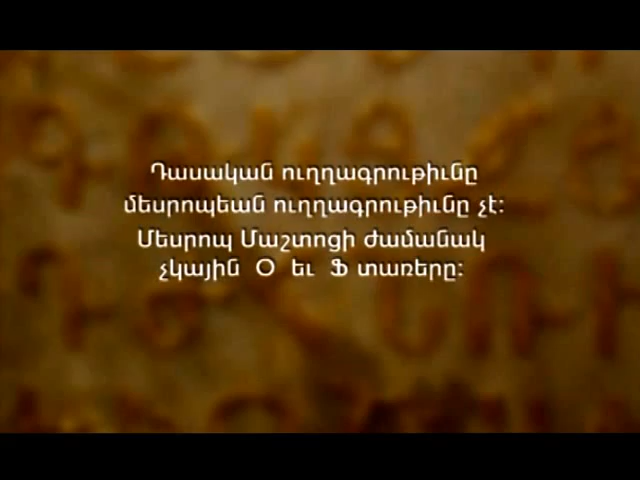 Դասական ուղղագրութիւնը
մեսրոպեան ուղղագրութիւնը չէ:
Մեսրոպ Մաշտոցի ժամանակ
չկային Օ եւ Ֆ տառերը: